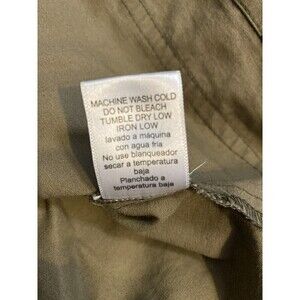 MACHINE WASH COLD
DO NOT BLEACH
TUMBLE DRY LOW
IRON LOW
lavado a máquina
con agua fria
No use blanqueador
secar a temperatura
baja
Planchado a
temperatura baja